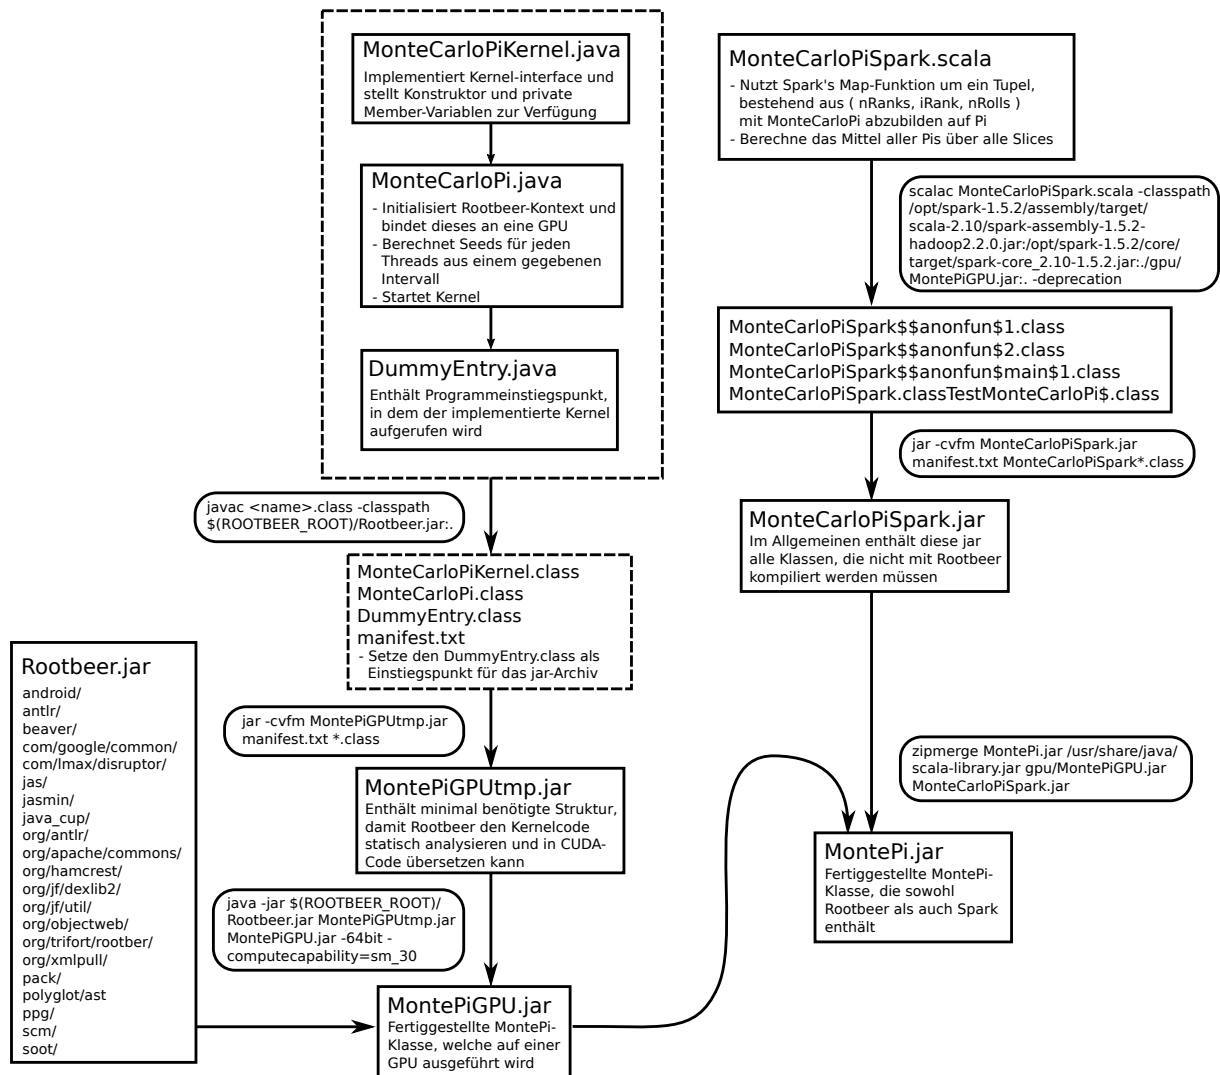 MonteCarloPiKernel.java
Implementiert Kernel-interface und
stellt Konstruktor und private
Member-Variablen zur Verfügung
MonteCarloPi.java
- Initialisiert Rootbeer-Kontext und
bindet dieses an eine GPU
- Berechnet Seeds für jeden
Threads aus einem gegebenen
Intervall
- Startet Kernel
DummyEntry.java
Enthält Programmeinstiegspunkt,
in dem der implementierte Kernel
aufgerufen wird
javac <name>.class -classpath
$(ROOTBEER_ROOT)/Rootbeer.jar:.
MonteCarloPiKernel.class
MonteCarloPi.class
DummyEntry.class
manifest.txt
- Setze den DummyEntry.class als
Einstiegspunkt für das jar-Archiv
jar -cvfm MontePiGPUtmp.jar
manifest.txt *.class
MontePiGPUtmp.jar
Enthält minimal benötigte Struktur,
damit Rootbeer den Kernelcode
statisch analysieren und in CUDA-
Code übersetzen kann
java -jar $(ROOTBEER_ROOT)/
Rootbeer.jar MontePiGPUtmp.jar
MontePiGPU.jar -64bit -
computecapability=sm_30
Rootbeer.jar
android/
antlr/
beaver/
com/google/common/
com/lmax/disruptor/
jas/
jasmin/
java_cup/
org/antlr/
org/apache/commons/
org/hamcrest/
org/jf/dexlib2/
org/jf/util/
org/objectweb/
org/trifort/rootber/
org/xmlpull/
pack/
polyglot/ast
ppg/
scm/
soot/
MontePiGPU.jar
Fertiggestellte MontePi-
Klasse, welche auf einer
GPU ausgeführt wird
MonteCarloPiSpark.scala
- Nutzt Spark's Map-Funktion um ein Tupel,
bestehend aus ( nRanks, iRank, nRolls )
mit MonteCarloPi abzubilden auf Pi
- Berechne das Mittel aller Pis über alle Slices
scalac MonteCarloPiSpark.scala -classpath
/opt/spark-1.5.2/assembly/target/
scala-2.10/spark-assembly-1.5.2-
hadoop2.2.0.jar:/opt/spark-1.5.2/core/
target/spark-core_2.10-1.5.2.jar:./gpu/
MontePiGPU.jar:. -deprecation
MonteCarloPiSpark$$anonfun$1.class
MonteCarloPiSpark$$anonfun$2.class
MonteCarloPiSpark$$anonfun$main$1.class
MonteCarloPiSpark.classTestMonteCarloPi$.class
jar -cvfm MonteCarloPiSpark.jar
manifest.txt MonteCarloPiSpark*.class
MonteCarloPiSpark.jar
Im Allgemeinen enthält diese jar
alle Klassen, die nicht mit Rootbeer
kompiliert werden müssen
zipmerge MontePi.jar /usr/share/java/
scala-library.jar gpu/MontePiGPU.jar
MonteCarloPiSpark.jar
MontePi.jar
Fertiggestellte MontePi-
Klasse, die sowohl
Rootbeer als auch Spark
enthält